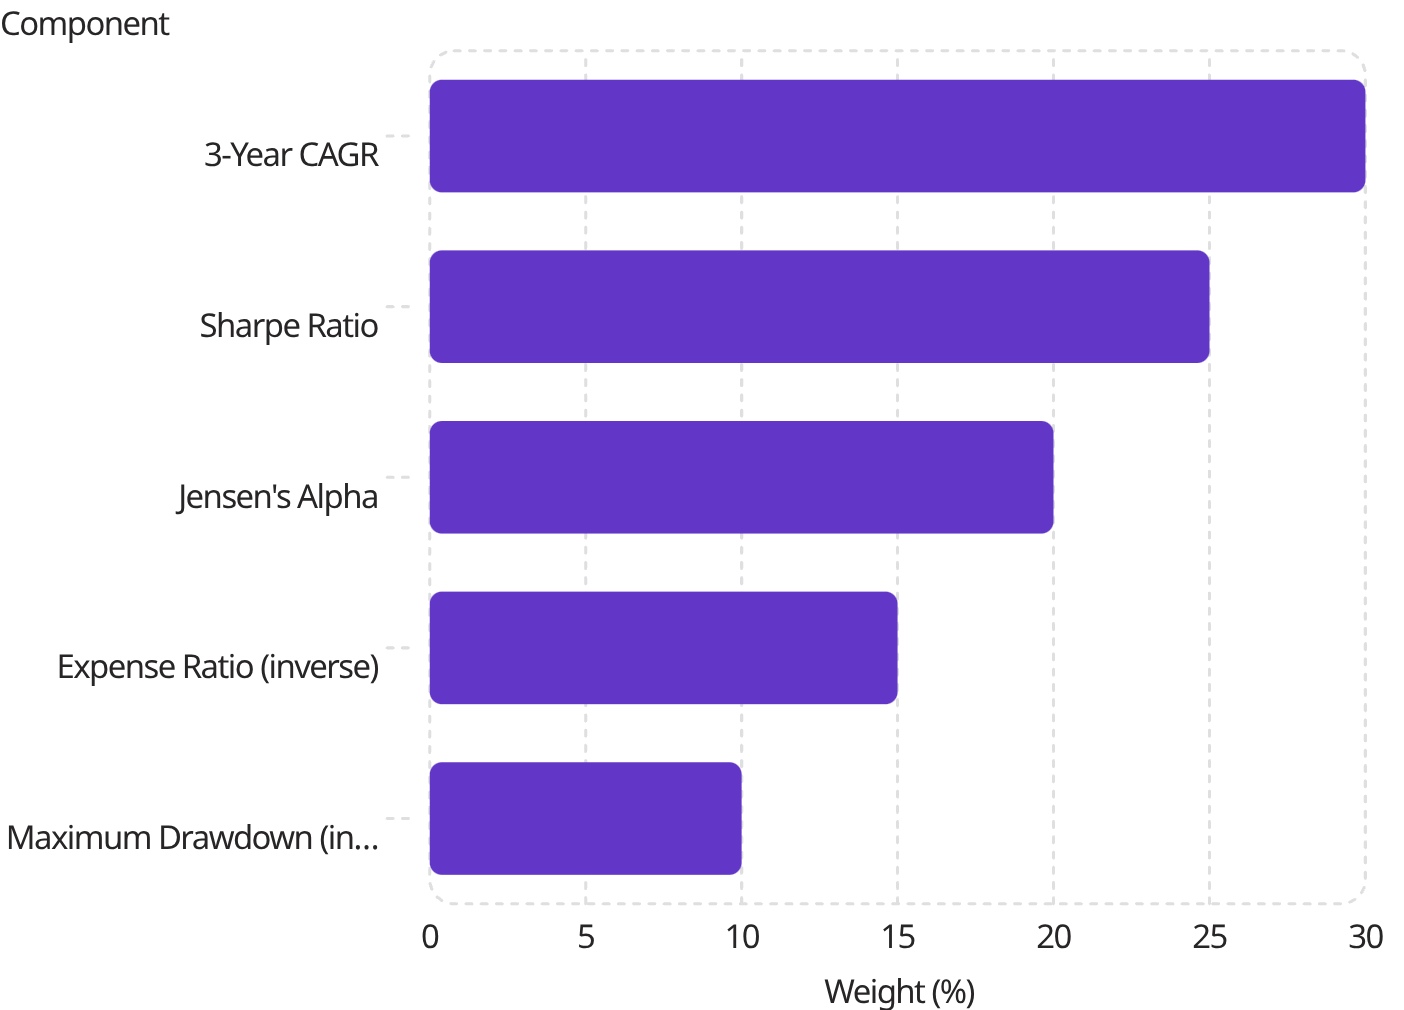 Component
3-Year CAGR
Sharpe Ratio
Jensen's Alpha
Expense Ratio (inverse)
Maximum Drawdown (in...
0 5 10 15 20 25 30
Weight (%)